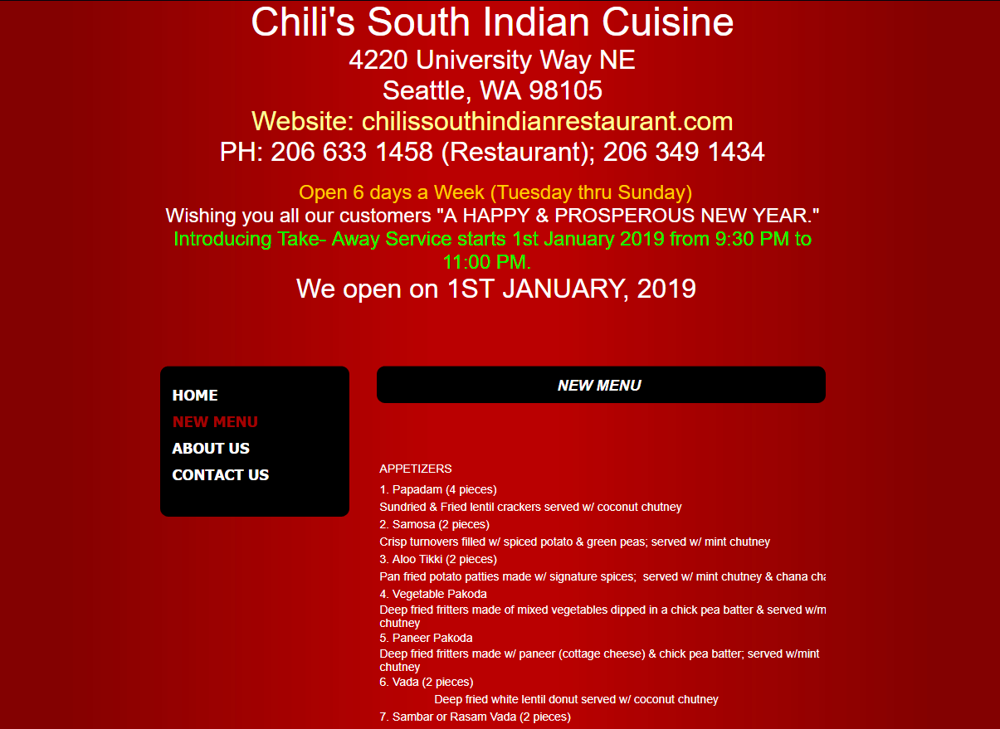 Chili's South Indian Cuisine
4220 University Way NE
Seattle, WA 98105
Website: chilissouthindianrestaurant.com
PH: 206 633 1458 (Restaurant); 206 349 1434
Open 6 days a Week (Tuesday thru Sunday)
Wishing you all our customers "A HAPPY & PROSPEROUS NEW YEAR."
Introducing Take- Away Service starts 1st January 2019 from 9:30 PM to
11:00 PM.
We open on 1ST JANUARY, 2019
HOME
NEW MENU
ABOUT US
CONTACT US
NEW MENU
APPETIZERS
1. Papadam (4 pieces)
Sundried & Fried lentil crackers served w/ coconut chutney
2. Samosa (2 pieces)
Crisp turnovers filled w/ spiced potato & green peas; served w/ mint chutney
3. Aloo Tikki (2 pieces)
Pan fried potato patties made w/ signature spices;  served w/ mint chutney & chana
4. Vegetable Pakoda
Deep fried fritters made of mixed vegetables dipped in a chick pea batter & served w/m
chutney
5. Paneer Pakoda
Deep fried fritters made w/ paneer (cottage cheese) & chick pea batter; served w/mint
chutney
6. Vada (2 pieces)
Deep fried white lentil donut served w/ coconut chutney
7. Sambar or Rasam Vada (2 pieces)